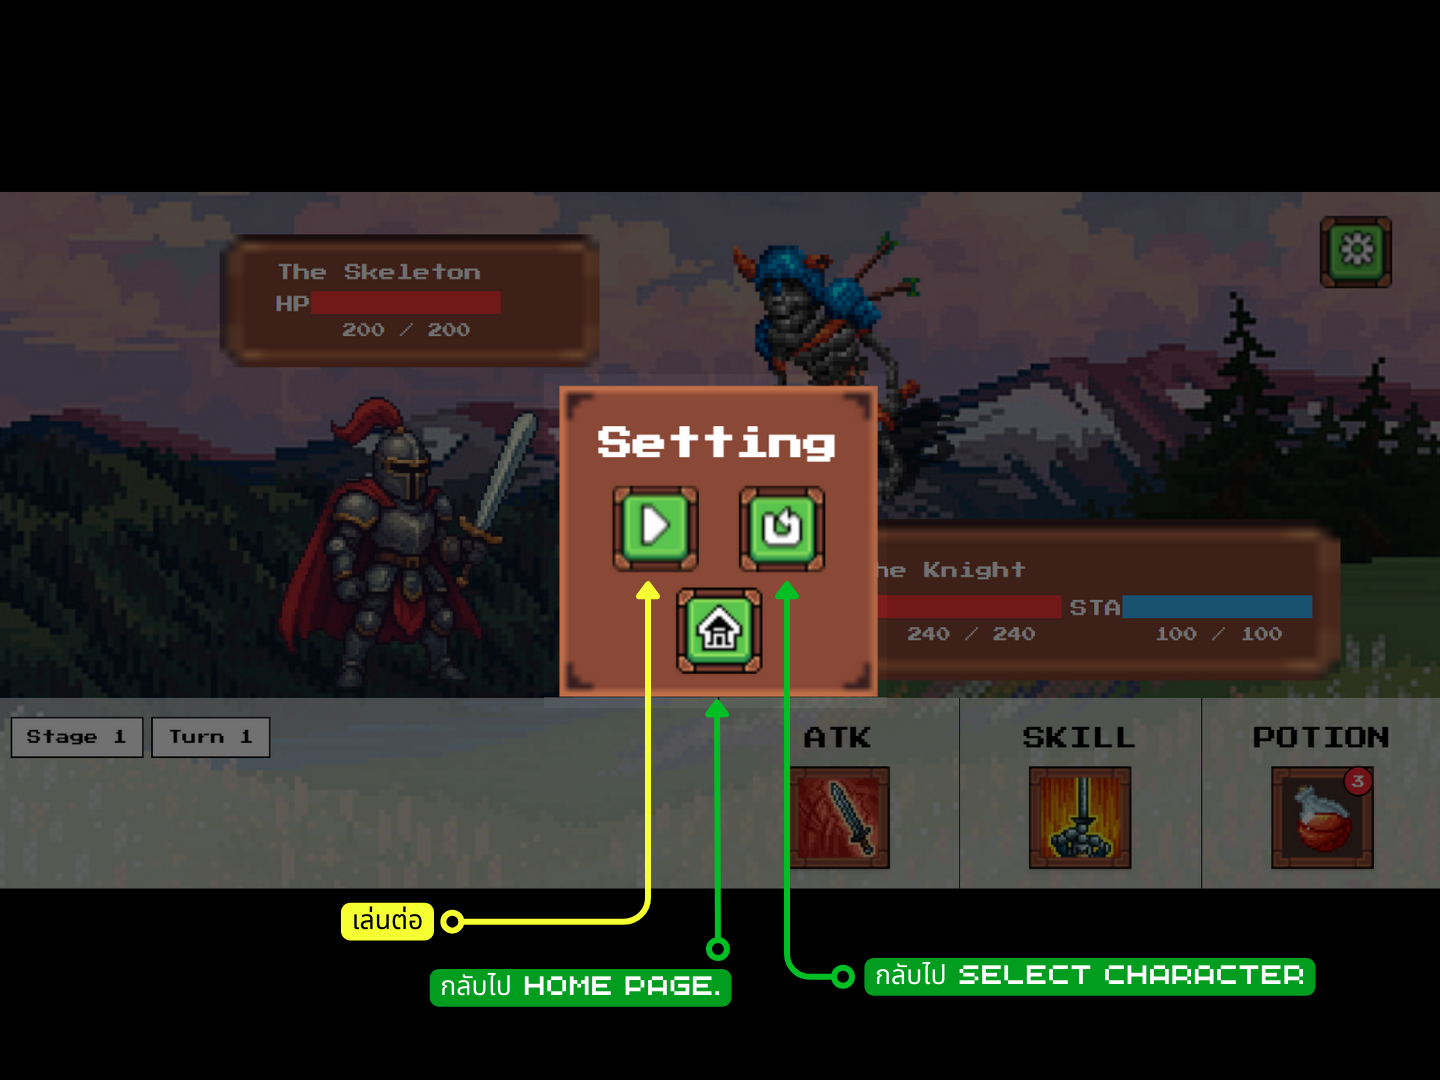 The Skeleton
HP
200 / 200
Setting
he Knight
STA
240 / 240
100 / 100
Stage 1
Turn 1
ATK
SKILL
POTION
3
เล่นต่อ
กลับไป HOME PAGE.
กลับไป SELECT CHARACTER